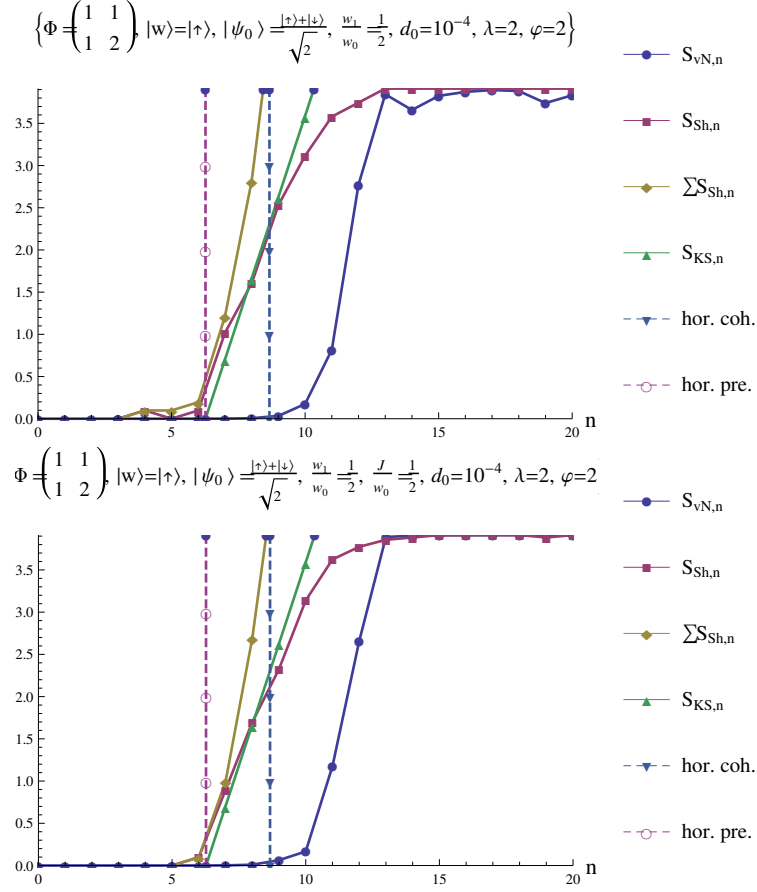 {Φ=(1 1
1 2), |w⟩=|↑⟩, |ψ₀⟩=(|↑⟩+|↓⟩)/√2, w₁/w₀=1/2, d₀=10⁻⁴, λ=2, φ=2}
3.5
3.0
2.5
2.0
1.5
1.0
0.5
0.0
0 5 10 15 20 n
S_vN,n
S_Sh,n
∑S_Sh,n
S_KS,n
hor. coh.
hor. pre.
Φ=(1 1
1 2), |w⟩=|↑⟩, |ψ₀⟩=(|↑⟩+|↓⟩)/√2, w₁/w₀=1/2, J/w₀=1/2, d₀=10⁻⁴, λ=2, φ=2
3.5
3.0
2.5
2.0
1.5
1.0
0.5
0.0
0 5 10 15 20 n
S_vN,n
S_Sh,n
∑S_Sh,n
S_KS,n
hor. coh.
hor. pre.